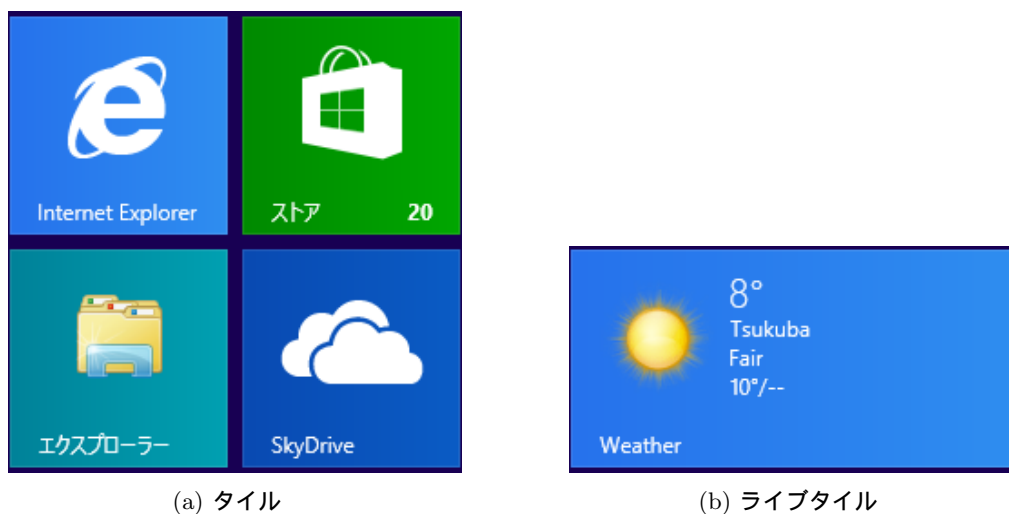 Internet Explorer
ストア 20
エクスプローラー
SkyDrive
(a) タイル
8°
Tsukuba
Fair
10°/--
Weather
(b) ライブタイル